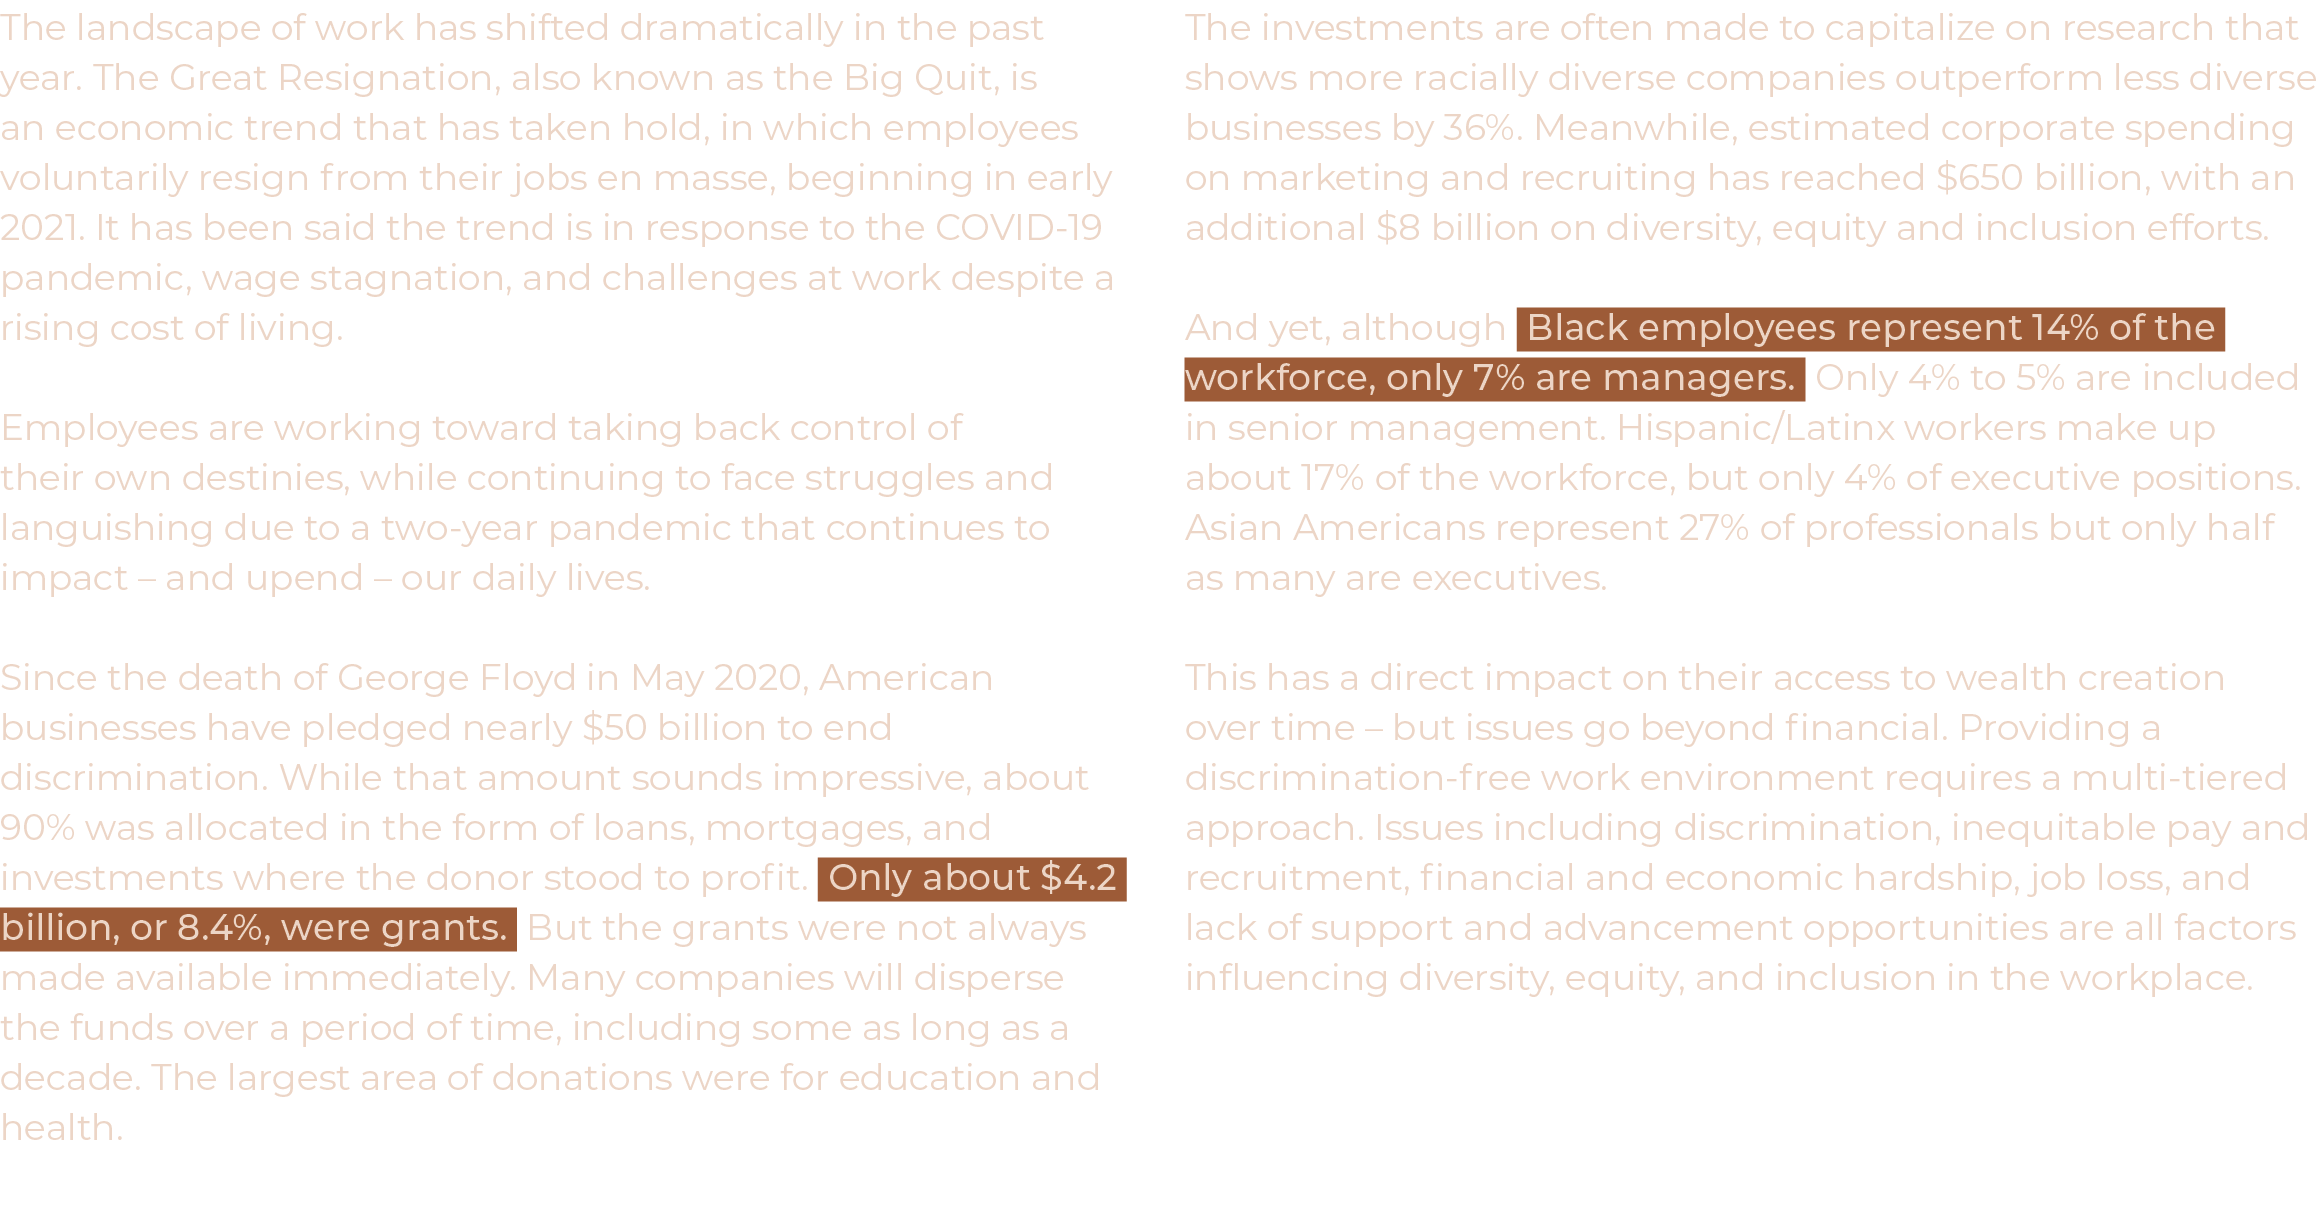 The landscape of work has shifted dramatically in the past
year. The Great Resignation, also known as the Big Quit, is
an economic trend that has taken hold, in which employees
voluntarily resign from their jobs en masse, beginning in early
2021. It has been said the trend is in response to the COVID-19
pandemic, wage stagnation, and challenges at work despite a
rising cost of living.
Employees are working toward taking back control of
their own destinies, while continuing to face struggles and
languishing due to a two-year pandemic that continues to
impact – and upend – our daily lives.
Since the death of George Floyd in May 2020, American
businesses have pledged nearly $50 billion to end
discrimination. While that amount sounds impressive, about
90% was allocated in the form of loans, mortgages, and
investments where the donor stood to profit. Only about $4.2
billion, or 8.4%, were grants. But the grants were not always
made available immediately. Many companies will disperse
the funds over a period of time, including some as long as a
decade. The largest area of donations were for education and
health.
The investments are often made to capitalize on research that
shows more racially diverse companies outperform less diverse
businesses by 36%. Meanwhile, estimated corporate spending
on marketing and recruiting has reached $650 billion, with an
additional $8 billion on diversity, equity and inclusion efforts.
And yet, although Black employees represent 14% of the
workforce, only 7% are managers. Only 4% to 5% are included
in senior management. Hispanic/Latinx workers make up
about 17% of the workforce, but only 4% of executive positions.
Asian Americans represent 27% of professionals but only half
as many are executives.
This has a direct impact on their access to wealth creation
over time – but issues go beyond financial. Providing a
discrimination-free work environment requires a multi-tiered
approach. Issues including discrimination, inequitable pay and
recruitment, financial and economic hardship, job loss, and
lack of support and advancement opportunities are all factors
influencing diversity, equity, and inclusion in the workplace.